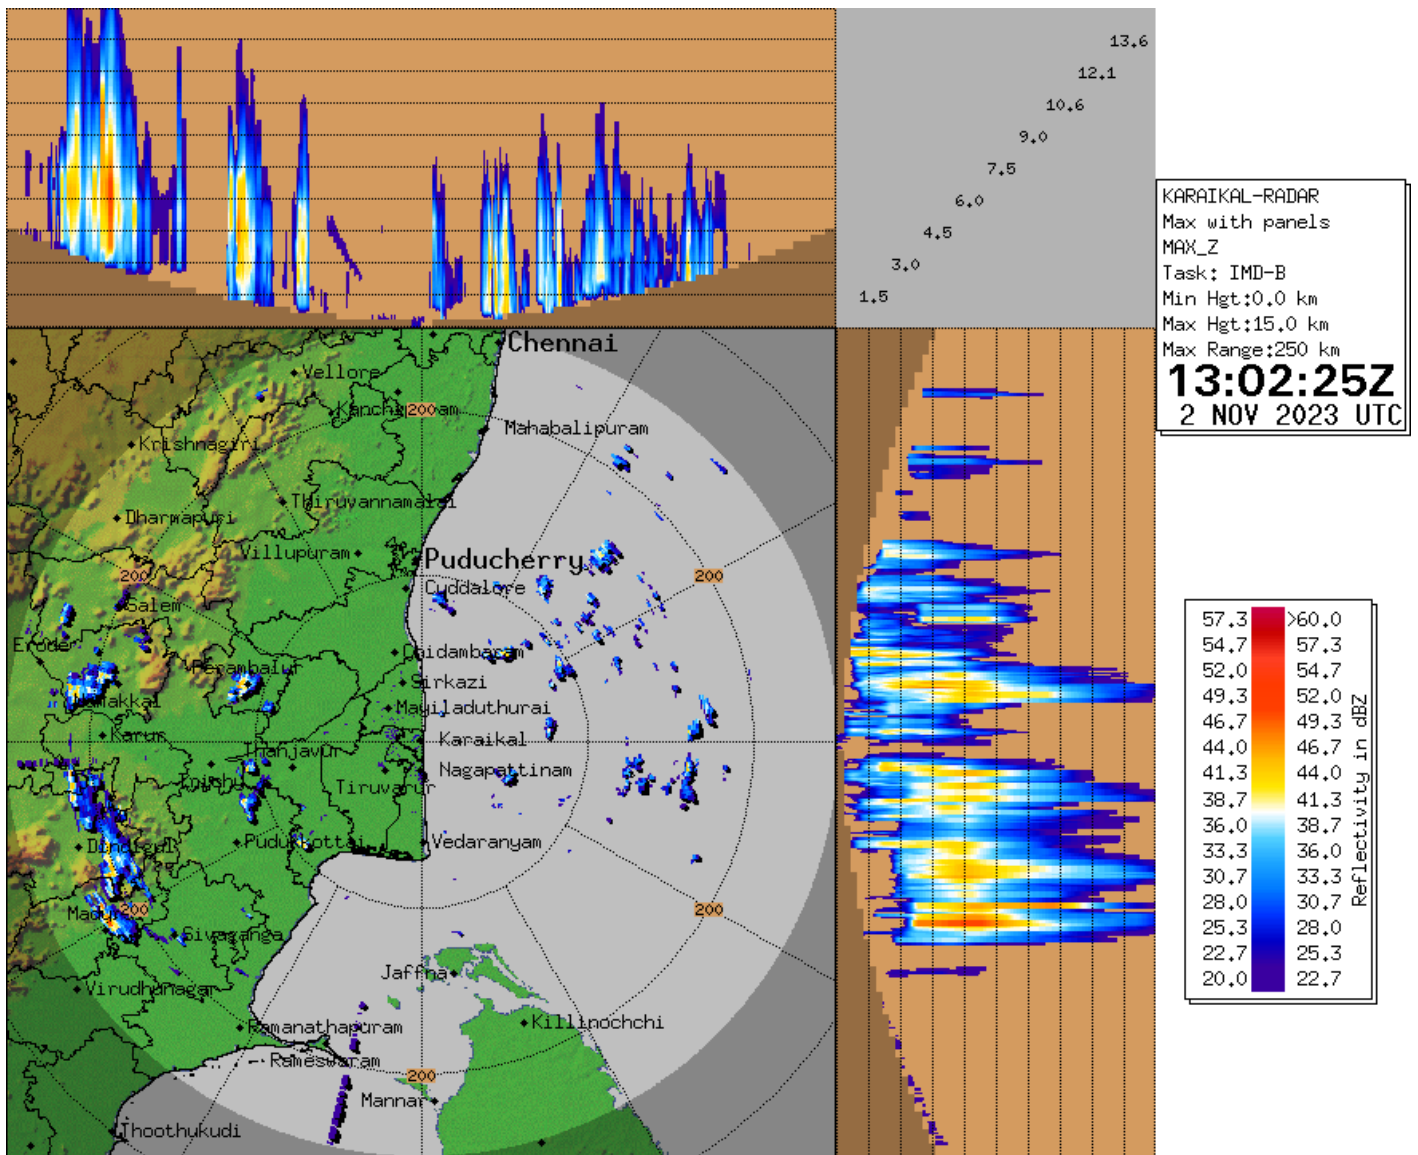 13.6
12.1
10.6
9.0
7.5
6.0
4.5
3.0
1.5
KARAIKAL-RADAR
Max with panels
MAX_Z
Task: IMD-B
Min Hgt:0.0 km
Max Hgt:15.0 km
Max Range:250 km
13:02:25Z
2 NOV 2023 UTC
Chennai
Vellore
200
Mahabalipuram
Krishnagiri
Thiruvannamalai
Dharmapuri
Villupuram
Puducherry
200
200
Cuddalore
Salem
Erode
Chidambaram
Perambalur
Sirkazi
Namakkal
Mayiladuthurai
Karur
Karaikal
Thanjavur
Nagapattinam
Tiruvarur
Pudukkottai
Vedaranyam
Dindigul
200
200
Sivaganga
Jaffna
Virudhunagar
Ramanathapuram
Killinochchi
Rameswaram
200
Mannar
Thoothukudi
57.3 >60.0
54.7 57.3
52.0 54.7
49.3 52.0
46.7 49.3
44.0 46.7
41.3 44.0
38.7 41.3
36.0 38.7
33.3 36.0
30.7 33.3
28.0 30.7
25.3 28.0
22.7 25.3
20.0 22.7
Reflectivity in dBZ